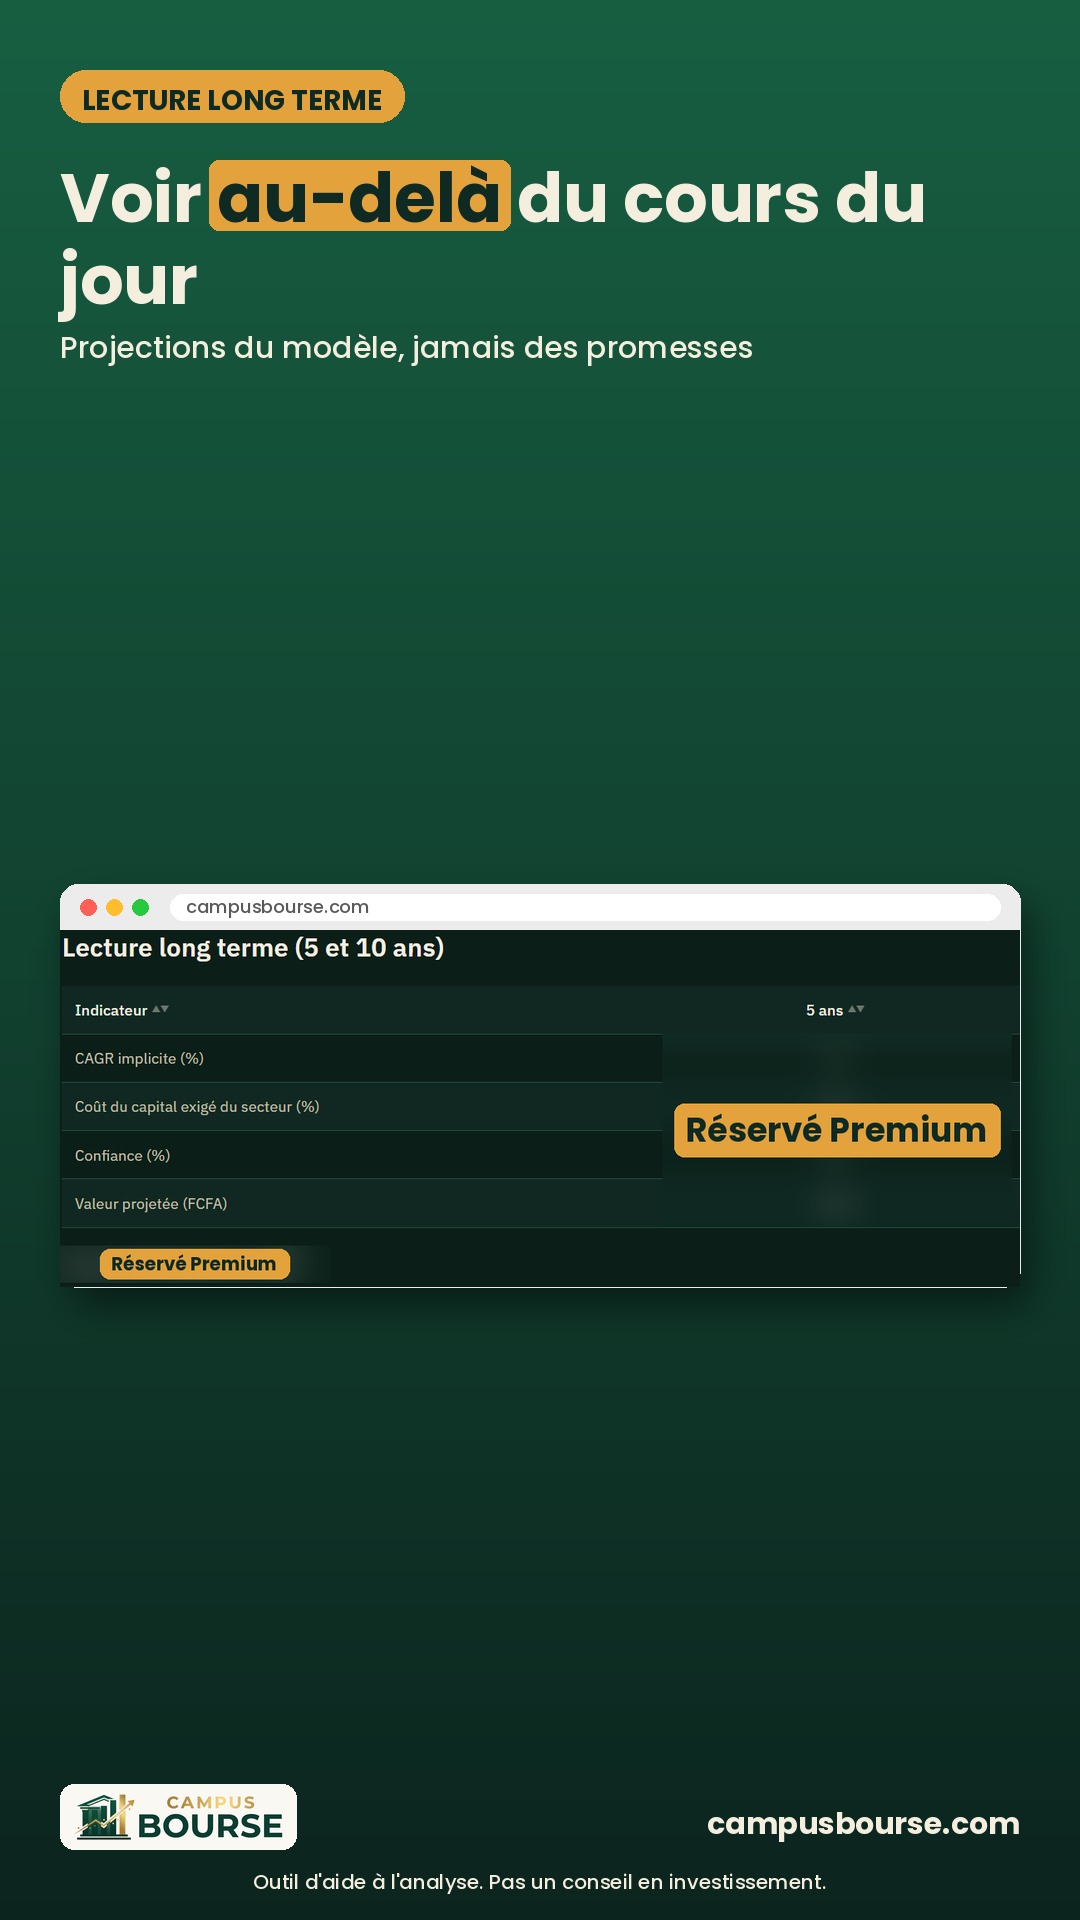 LECTURE LONG TERME
Voir au-delà du cours du
jour
Projections du modèle, jamais des promesses
campusbourse.com
Lecture long terme (5 et 10 ans)
Indicateur 5 ans
CAGR implicite (%)
Coût du capital exigé du secteur (%)
Réservé Premium
Confiance (%)
Valeur projetée (FCFA)
Réservé Premium
CAMPUS
BOURSE
campusbourse.com
Outil d'aide à l'analyse. Pas un conseil en investissement.